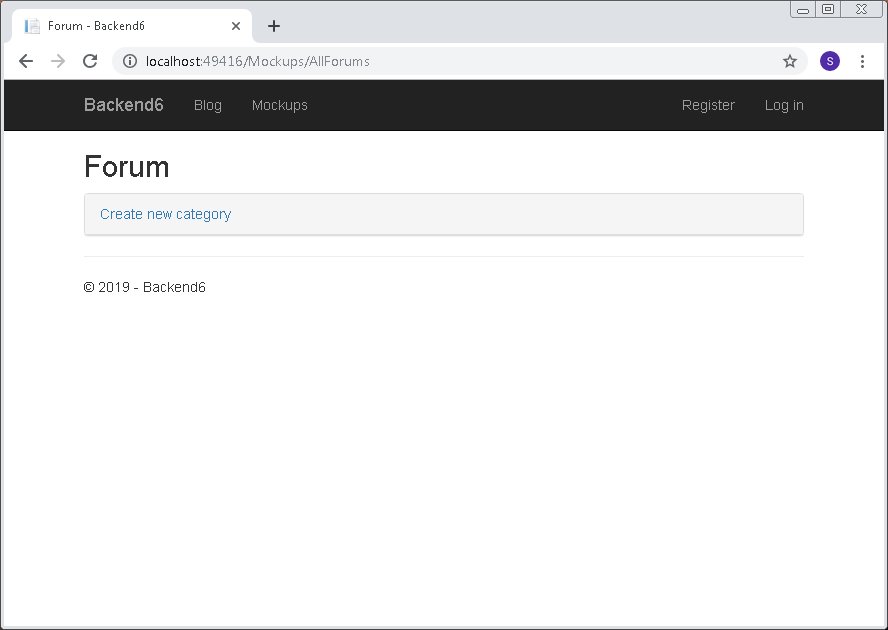 Forum - Backend6
localhost:49416/Mockups/AllForums
S
Backend6 Blog Mockups Register Log in
Forum
Create new category
© 2019 - Backend6